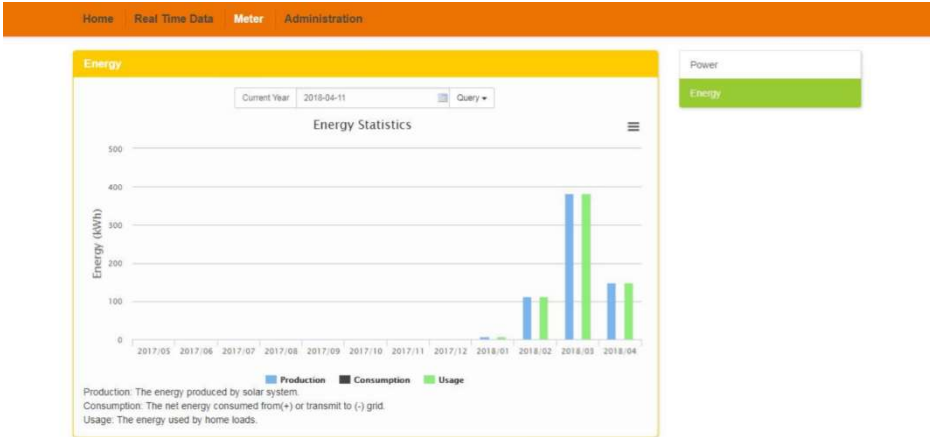 Home Real Time Data Meter Administration
Energy
Power
Energy
Current Year 2018-04-11 Query
Energy Statistics
500
400
300
200
100
0
Energy (kWh)
2017/05 2017/06 2017/07 2017/08 2017/09 2017/10 2017/11 2017/12 2018/01 2018/02 2018/03 2018/04
Production Consumption Usage
Production: The energy produced by solar system.
Consumption: The net energy consumed from(+) or transmit to (-) grid.
Usage: The energy used by home loads.